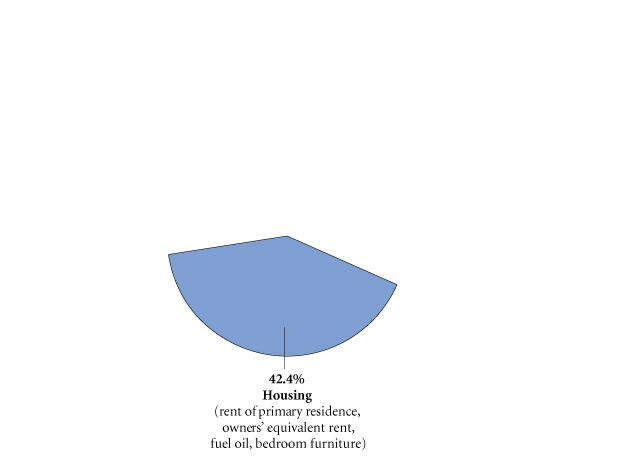 42.4%
Housing
(rent of primary residence,
owners’ equivalent rent,
fuel oil, bedroom furniture)